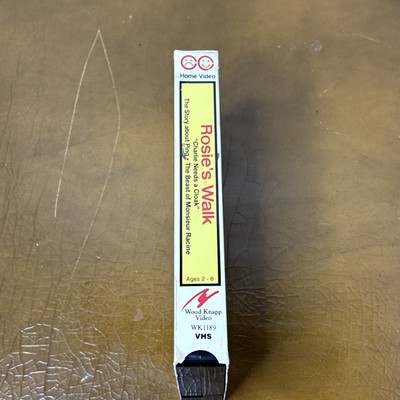 Home Video
Rosie's Walk
"Charlie Needs a Cloak"
The Story about Ping • The Beast of Monsieur Racine
Ages 2 - 8
Wood Knapp
Video
WK1189
VHS